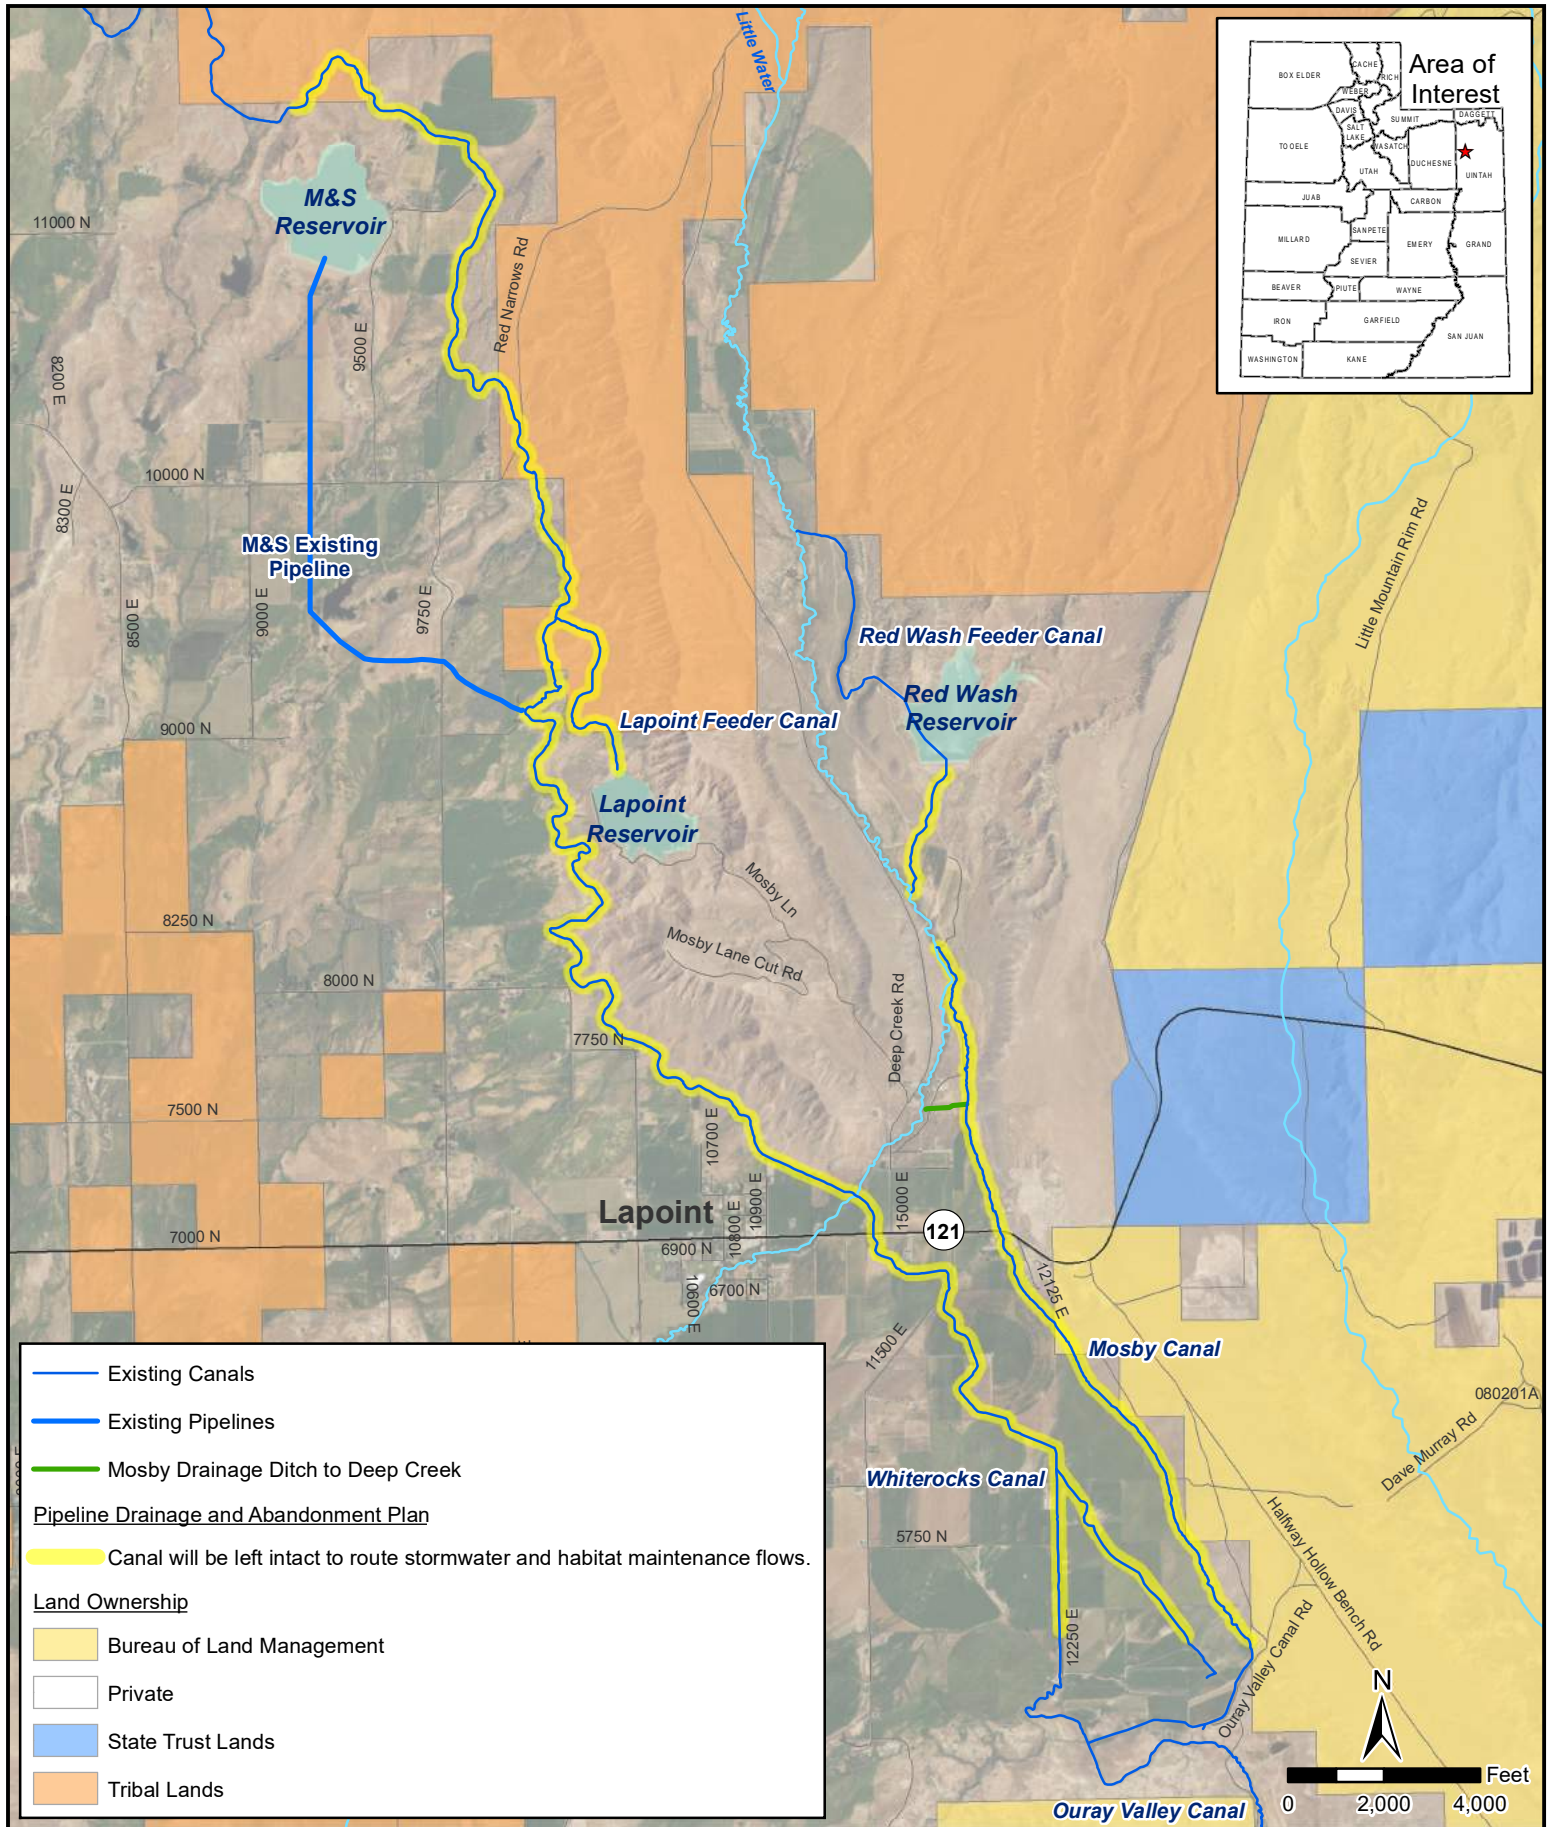 Little Water
M&S
Reservoir
11000 N
Red Narrows Rd
9500 E
8200 E
10000 N
8300 E
M&S Existing
Pipeline
8500 E
9000 E
9750 E
9000 N
Red Wash Feeder Canal
Red Wash
Reservoir
Lapoint Feeder Canal
Lapoint
Reservoir
Little Mountain Rim Rd
Mosby Ln
Mosby Lane Cut Rd
8250 N
8000 N
7750 N
Deep Creek Rd
7500 N
10700 E
10900 E
10800 E
15000 E
Lapoint
7000 N
6900 N
121
6700 N
10600 E
12125 E
11500 E
Mosby Canal
080201A
Dave Murray Rd
Whiterocks Canal
5750 N
Halfway Hollow Bench Rd
12250 E
Ouray Valley Canal Rd
Ouray Valley Canal
Area of
Interest
BOX ELDER
CACHE
RICH
WEBER
DAVIS
SUMMIT
DAGGETT
SALT
LAKE
TOOELE
WASATCH
DUCHESNE
UTAH
UINTAH
JUAB
CARBON
SANPETE
MILLARD
EMERY
GRAND
SEVIER
BEAVER
PIUTE
WAYNE
IRON
GARFIELD
SAN JUAN
WASHINGTON
KANE
Existing Canals
Existing Pipelines
Mosby Drainage Ditch to Deep Creek
Pipeline Drainage and Abandonment Plan
Canal will be left intact to route stormwater and habitat maintenance flows.
Land Ownership
Bureau of Land Management
Private
State Trust Lands
Tribal Lands
N
Feet
0 2,000 4,000